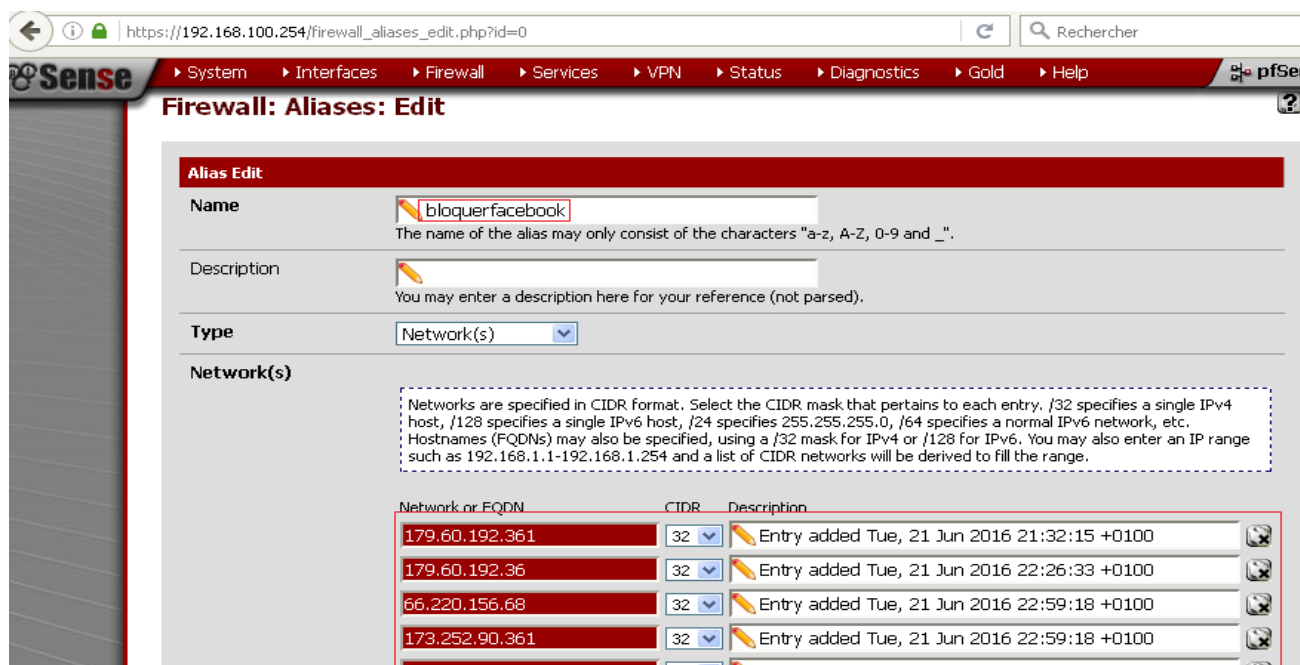 https://192.168.100.254/firewall_aliases_edit.php?id=0
Rechercher
Sense
System Interfaces Firewall Services VPN Status Diagnostics Gold Help
pfSe
Firewall: Aliases: Edit
?
Alias Edit
Name
bloquerfacebook
The name of the alias may only consist of the characters "a-z, A-Z, 0-9 and _".
Description
You may enter a description here for your reference (not parsed).
Type
Network(s)
Network(s)
Networks are specified in CIDR format. Select the CIDR mask that pertains to each entry. /32 specifies a single IPv4
host, /128 specifies a single IPv6 host, /24 specifies 255.255.255.0, /64 specifies a normal IPv6 network, etc.
Hostnames (FQDNs) may also be specified, using a /32 mask for IPv4 or /128 for IPv6. You may also enter an IP range
such as 192.168.1.1-192.168.1.254 and a list of CIDR networks will be derived to fill the range.
Network or FQDN CIDR Description
179.60.192.361 32 Entry added Tue, 21 Jun 2016 21:32:15 +0100
179.60.192.36 32 Entry added Tue, 21 Jun 2016 22:26:33 +0100
66.220.156.68 32 Entry added Tue, 21 Jun 2016 22:59:18 +0100
173.252.90.361 32 Entry added Tue, 21 Jun 2016 22:59:18 +0100